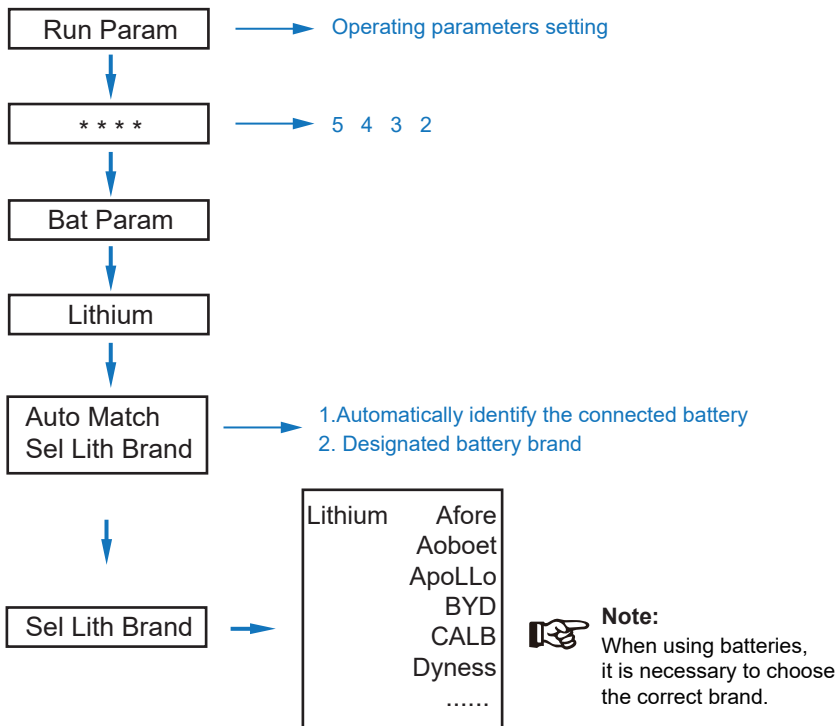 Run Param
Operating parameters setting
* * * *
5 4 3 2
Bat Param
Lithium
Auto Match
Sel Lith Brand
1.Automatically identify the connected battery
2. Designated battery brand
Sel Lith Brand
Lithium Afore
Aoboet
ApoLLo
BYD
CALB
Dyness
......
Note:
When using batteries,
it is necessary to choose
the correct brand.